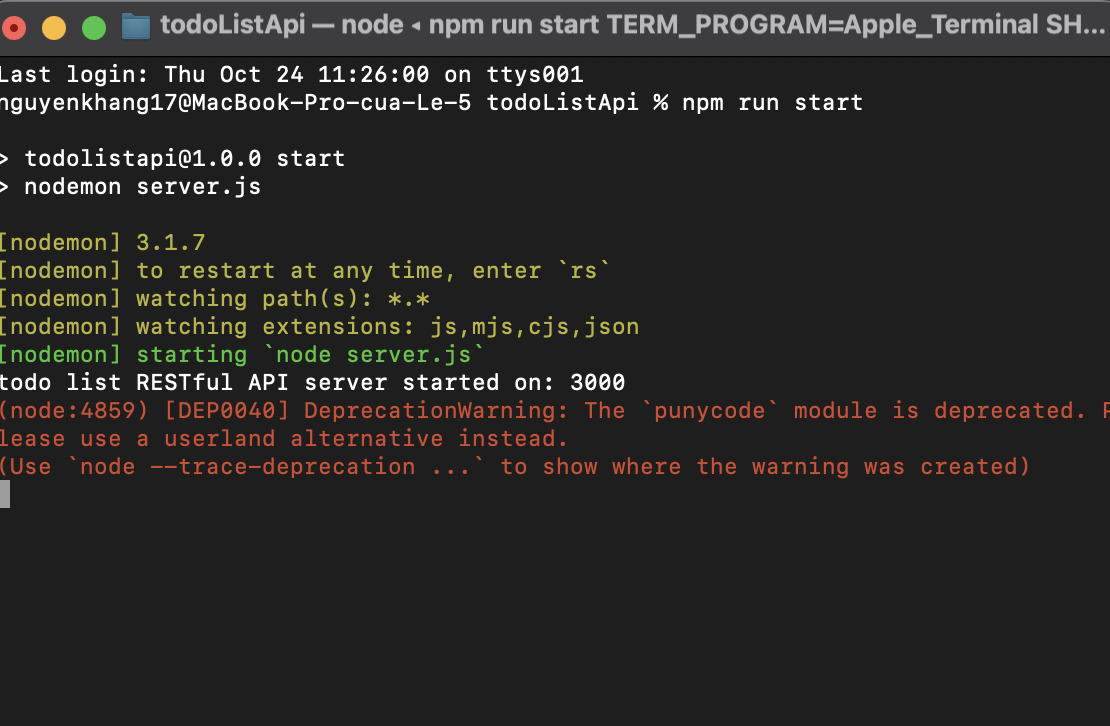 todoListApi — node ◂ npm run start TERM_PROGRAM=Apple_Terminal SH...
Last login: Thu Oct 24 11:26:00 on ttys001
nguyenkhang17@MacBook-Pro-cua-Le-5 todoListApi % npm run start
> todolistapi@1.0.0 start
> nodemon server.js
[nodemon] 3.1.7
[nodemon] to restart at any time, enter `rs`
[nodemon] watching path(s): *.*
[nodemon] watching extensions: js,mjs,cjs,json
[nodemon] starting `node server.js`
todo list RESTful API server started on: 3000
(node:4859) [DEP0040] DeprecationWarning: The `punycode` module is deprecated. P
lease use a userland alternative instead.
(Use `node --trace-deprecation ...` to show where the warning was created)